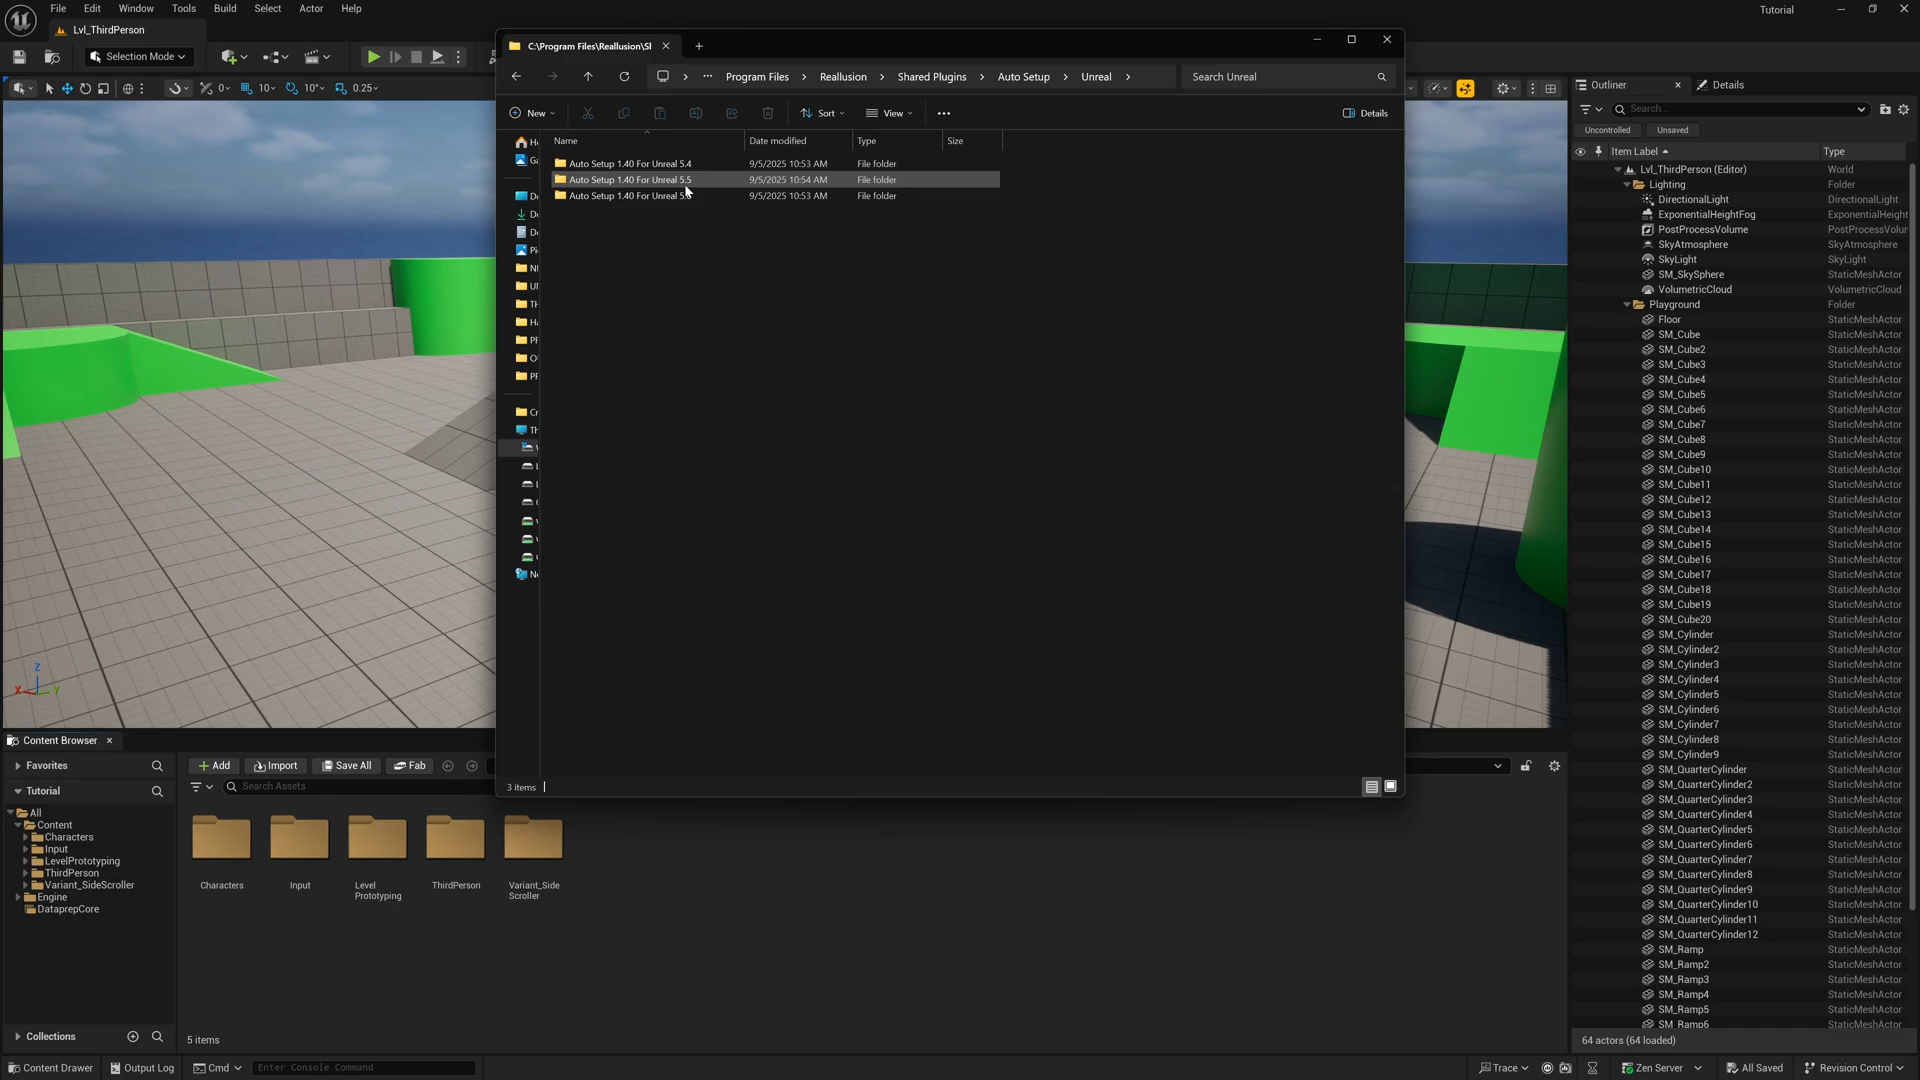 File Edit Window Tools Build Select Actor Help
Tutorial
Lvl_ThirdPerson
Selection Mode
0 10 10° 0.25
C:\Program Files\Reallusion\Sl
Program Files Reallusion Shared Plugins Auto Setup Unreal
Search Unreal
New Sort View Details
Name Date modified Type Size
Auto Setup 1.40 For Unreal 5.4 9/5/2025 10:53 AM File folder
Auto Setup 1.40 For Unreal 5.5 9/5/2025 10:54 AM File folder
Auto Setup 1.40 For Unreal 9/5/2025 10:53 AM File folder
3 items
Outliner Details
Search...
Uncontrolled Unsaved
Item Label Type
Lvl_ThirdPerson (Editor) World
Lighting Folder
DirectionalLight DirectionalLight
ExponentialHeightFog ExponentialHeight
PostProcessVolume PostProcessVolur
SkyAtmosphere SkyAtmosphere
SkyLight SkyLight
SM_SkySphere StaticMeshActor
VolumetricCloud VolumetricCloud
Playground Folder
Floor StaticMeshActor
SM_Cube StaticMeshActor
SM_Cube2 StaticMeshActor
SM_Cube3 StaticMeshActor
SM_Cube4 StaticMeshActor
SM_Cube5 StaticMeshActor
SM_Cube6 StaticMeshActor
SM_Cube7 StaticMeshActor
SM_Cube8 StaticMeshActor
SM_Cube9 StaticMeshActor
SM_Cube10 StaticMeshActor
SM_Cube11 StaticMeshActor
SM_Cube12 StaticMeshActor
SM_Cube13 StaticMeshActor
SM_Cube14 StaticMeshActor
SM_Cube15 StaticMeshActor
SM_Cube16 StaticMeshActor
SM_Cube17 StaticMeshActor
SM_Cube18 StaticMeshActor
SM_Cube19 StaticMeshActor
SM_Cube20 StaticMeshActor
SM_Cylinder StaticMeshActor
SM_Cylinder2 StaticMeshActor
SM_Cylinder3 StaticMeshActor
SM_Cylinder4 StaticMeshActor
SM_Cylinder5 StaticMeshActor
SM_Cylinder6 StaticMeshActor
SM_Cylinder7 StaticMeshActor
SM_Cylinder8 StaticMeshActor
SM_Cylinder9 StaticMeshActor
SM_QuarterCylinder StaticMeshActor
SM_QuarterCylinder2 StaticMeshActor
SM_QuarterCylinder3 StaticMeshActor
SM_QuarterCylinder4 StaticMeshActor
SM_QuarterCylinder5 StaticMeshActor
SM_QuarterCylinder6 StaticMeshActor
SM_QuarterCylinder7 StaticMeshActor
SM_QuarterCylinder8 StaticMeshActor
SM_QuarterCylinder9 StaticMeshActor
SM_QuarterCylinder10 StaticMeshActor
SM_QuarterCylinder11 StaticMeshActor
SM_QuarterCylinder12 StaticMeshActor
SM_Ramp StaticMeshActor
SM_Ramp2 StaticMeshActor
SM_Ramp3 StaticMeshActor
SM_Ramp4 StaticMeshActor
SM_Ramp5 StaticMeshActor
SM_Ramp6 StaticMeshActor
64 actors (64 loaded)
Z
X Y
Content Browser
Favorites
Tutorial
All
Content
Characters
Input
LevelPrototyping
ThirdPerson
Variant_SideScroller
Engine
DataprepCore
Collections
Add Import Save All Fab
Search Assets
Characters
Input
Level
Prototyping
ThirdPerson
Variant_Side
Scroller
5 items
Content Drawer Output Log Cmd Enter Console Command
Trace Zen Server All Saved Revision Control